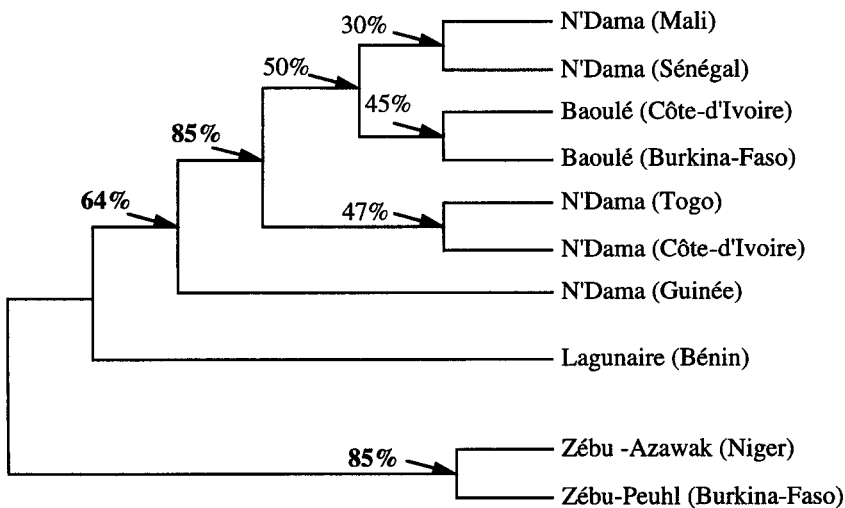 30%
N'Dama (Mali)
50%
N'Dama (Sénégal)
45%
Baoulé (Côte-d'Ivoire)
85%
Baoulé (Burkina-Faso)
64%
47%
N'Dama (Togo)
N'Dama (Côte-d'Ivoire)
N'Dama (Guinée)
Lagunaire (Bénin)
85%
Zébu -Azawak (Niger)
Zébu-Peuhl (Burkina-Faso)